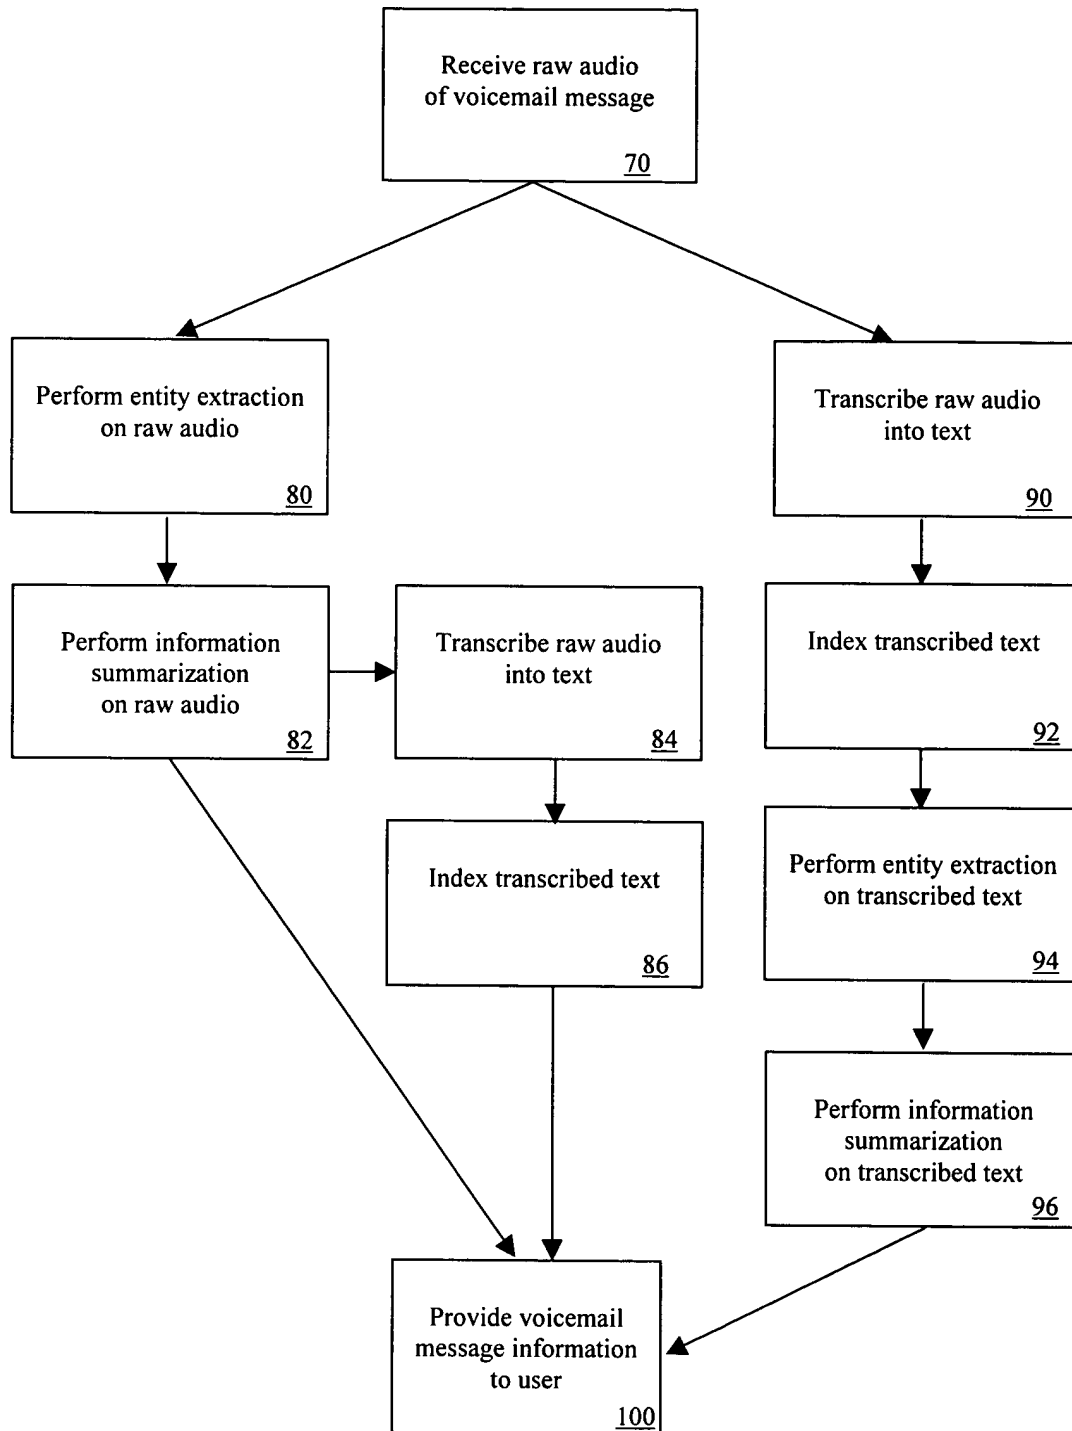 Receive raw audio
of voicemail message
70
Perform entity extraction
on raw audio
80
Transcribe raw audio
into text
90
Perform information
summarization
on raw audio
82
Transcribe raw audio
into text
84
Index transcribed text
92
Index transcribed text
86
Perform entity extraction
on transcribed text
94
Perform information
summarization
on transcribed text
96
Provide voicemail
message information
to user
100